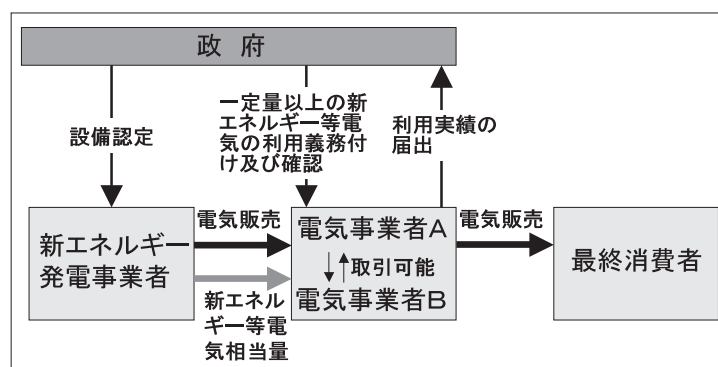 政府
設備認定
一定量以上の新
エネルギー等電
気の利用義務付
け及び確認
利用実績の
届出
新エネルギー
発電事業者
電気販売
新エネル
ギー等電
気相当量
電気事業者A
取引可能
電気事業者B
電気販売
最終消費者